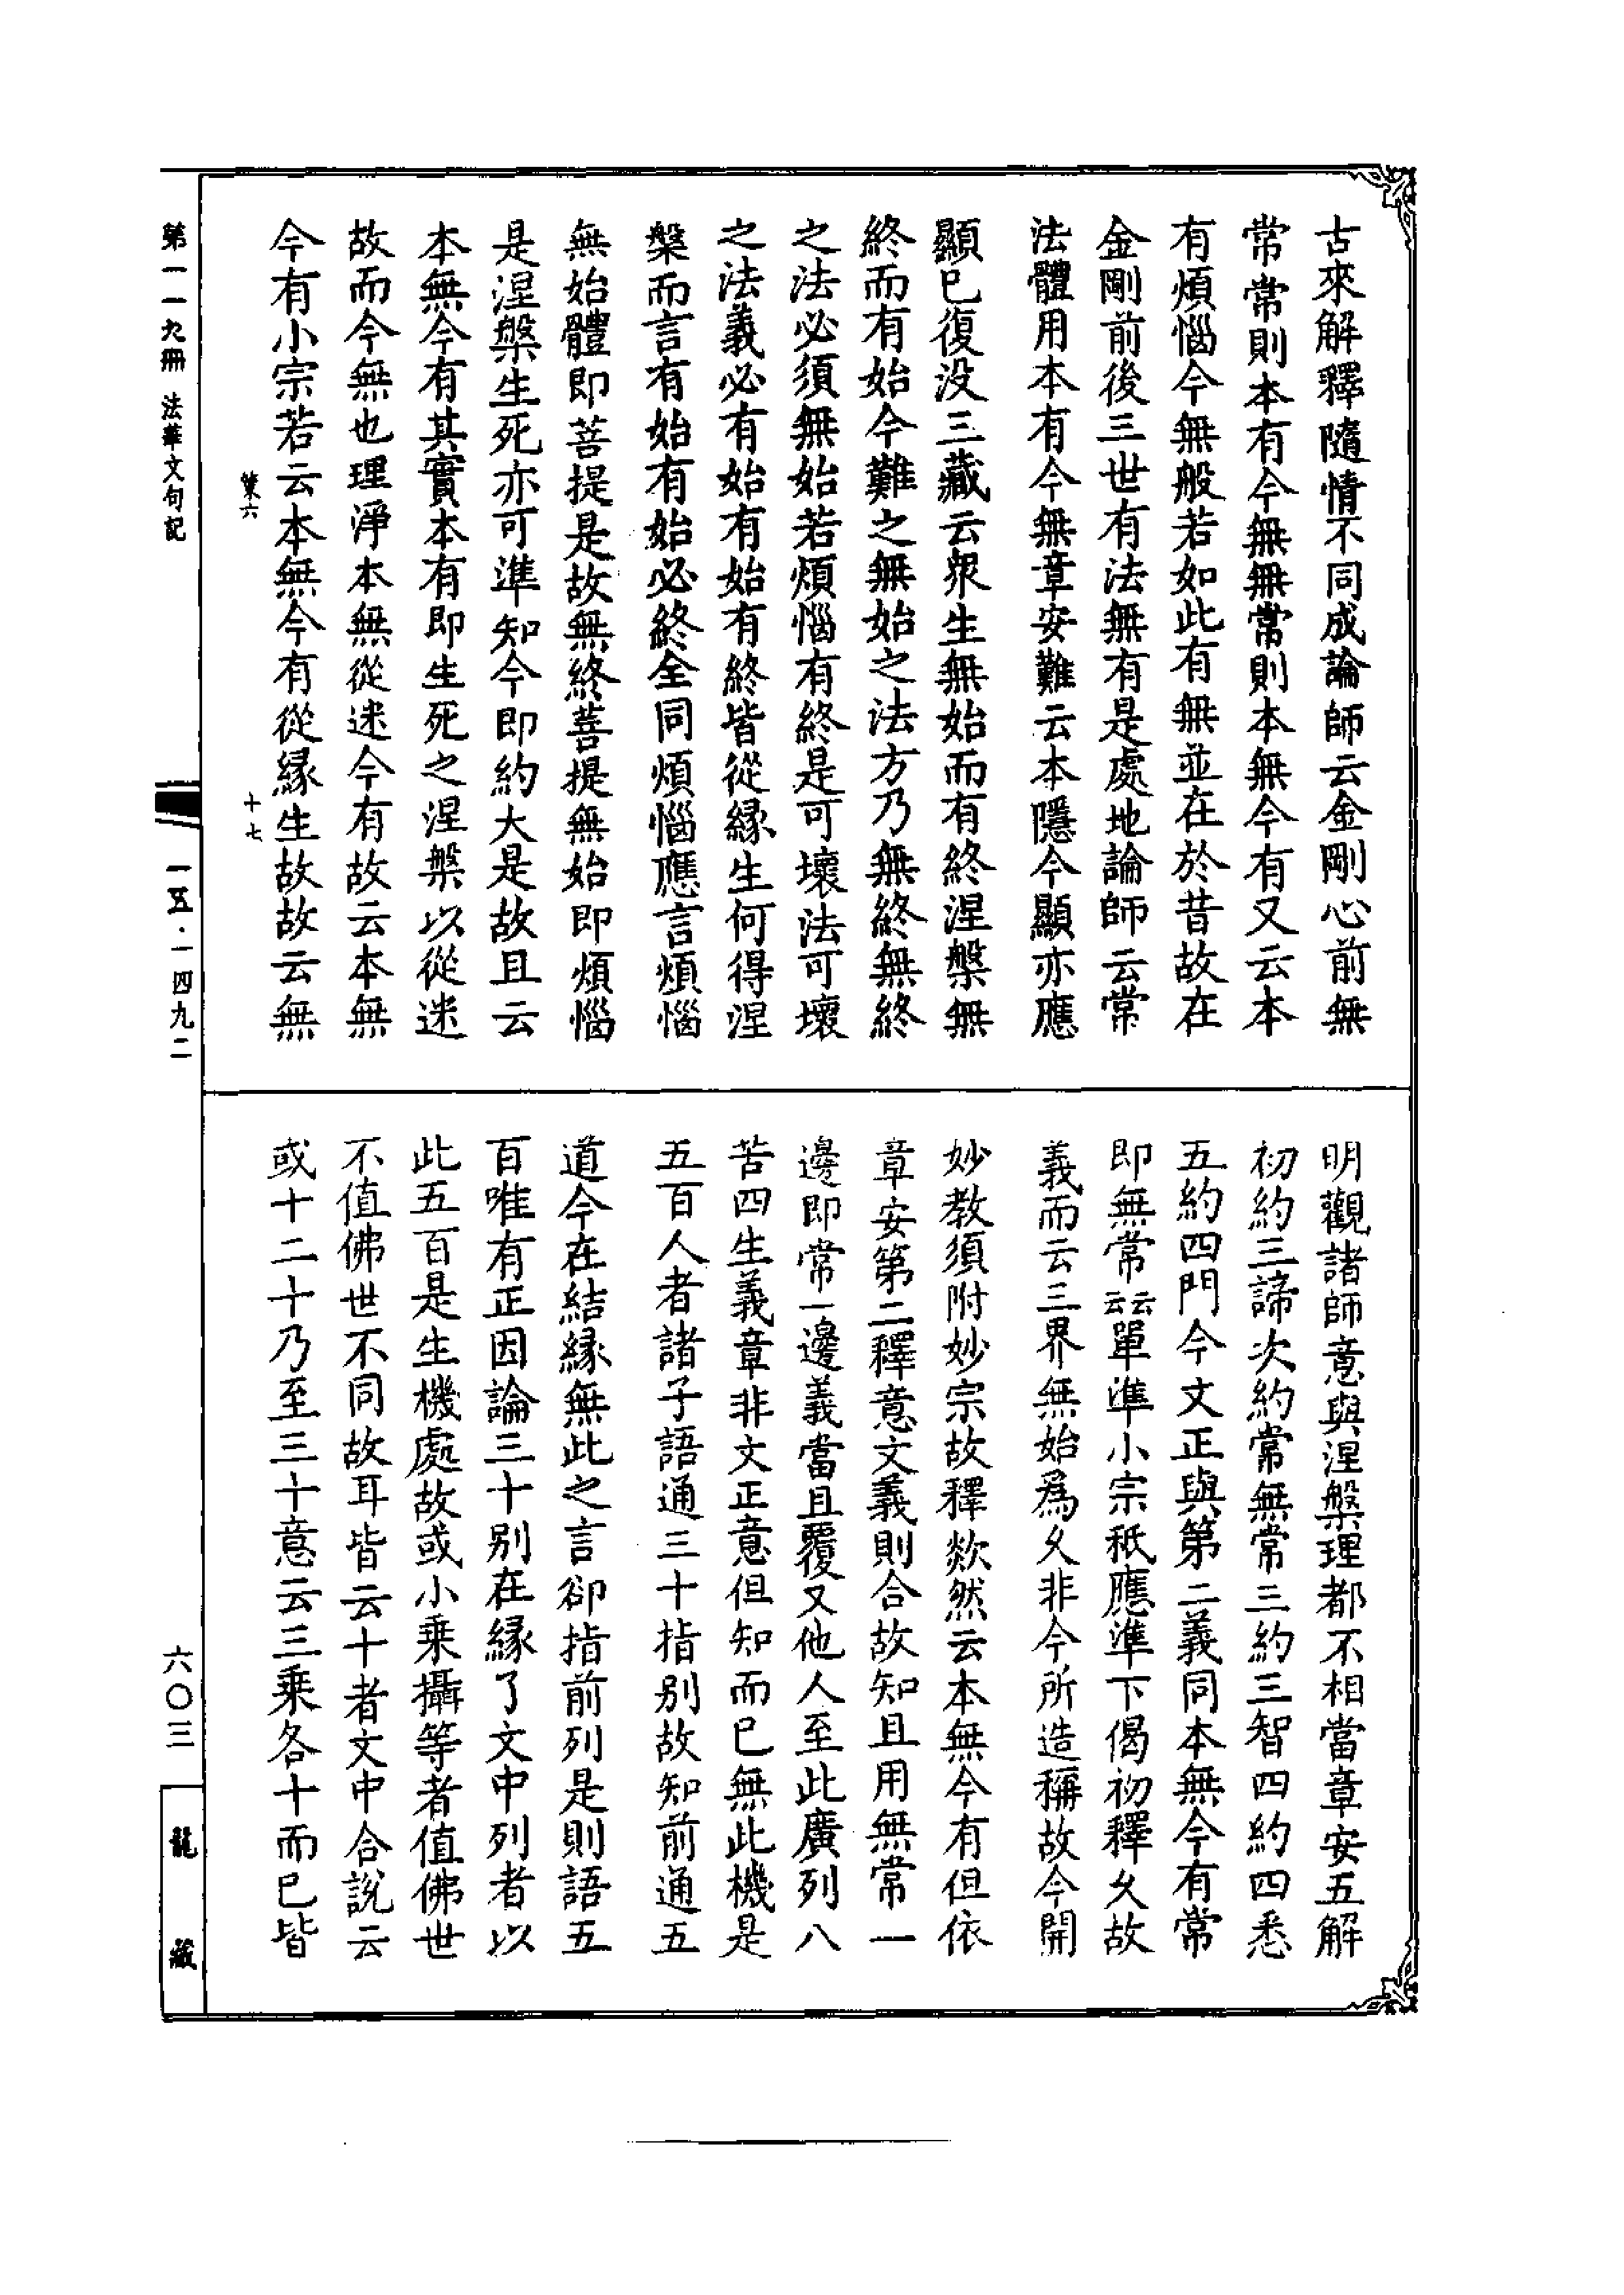 古來解釋隨情不同成論師云金剛心前無
常常則本有今無無常則本無今有又云本
有煩惱今無般若如此有無並在於昔故在
金剛前後三世有法無有是處地論師云常
法體用本有今無章安難云本隱今顯亦應
顯已復没三藏云衆生無始而有終涅槃無
終而有始今難之無始之法方乃無終無終
之法必須無始若煩惱有終是可壞法可壞
之法義必有始有始有終皆從緣生何得涅
槃而言有始有始必終全同煩惱應言煩惱
無始體即菩提是故無終菩提無始即煩惱
是涅槃生死亦可準知今即約大是故且云
本無今有其實本有即生死之涅槃以從迷
故而今無也理淨本無從迷今有故云本無
今有小宗若云本無今有從緣生故故云無
明觀諸師意與涅槃理都不相當章安五解
初約三諦次約常無常三約三智四約四悉
五約四門今文正與第二義同本無今有常
即無常云云單準小宗秖應準下偈初釋久故
義而云三界無始爲久非今所造稱故今開
妙教須附妙宗故釋欻然云本無今有但依
章安第二釋意文義則合故知且用無常一
邊即常一邊義當且覆又他人至此廣列八
苦四生義章非文正意但知而已無此機是
五百人者諸子語通三十指别故知前通五
道今在結緣無此之言卻指前列是則語五
百唯有正因論三十别在緣了文中列者以
此五百是生機處故或小乘攝等者值佛世
不值佛世不同故耳皆云十者文中合說云
或十二十乃至三十意云三乘各十而已皆
第一一九冊 法華文句記
策六
十七
一五·一四九二
六〇三
龍藏